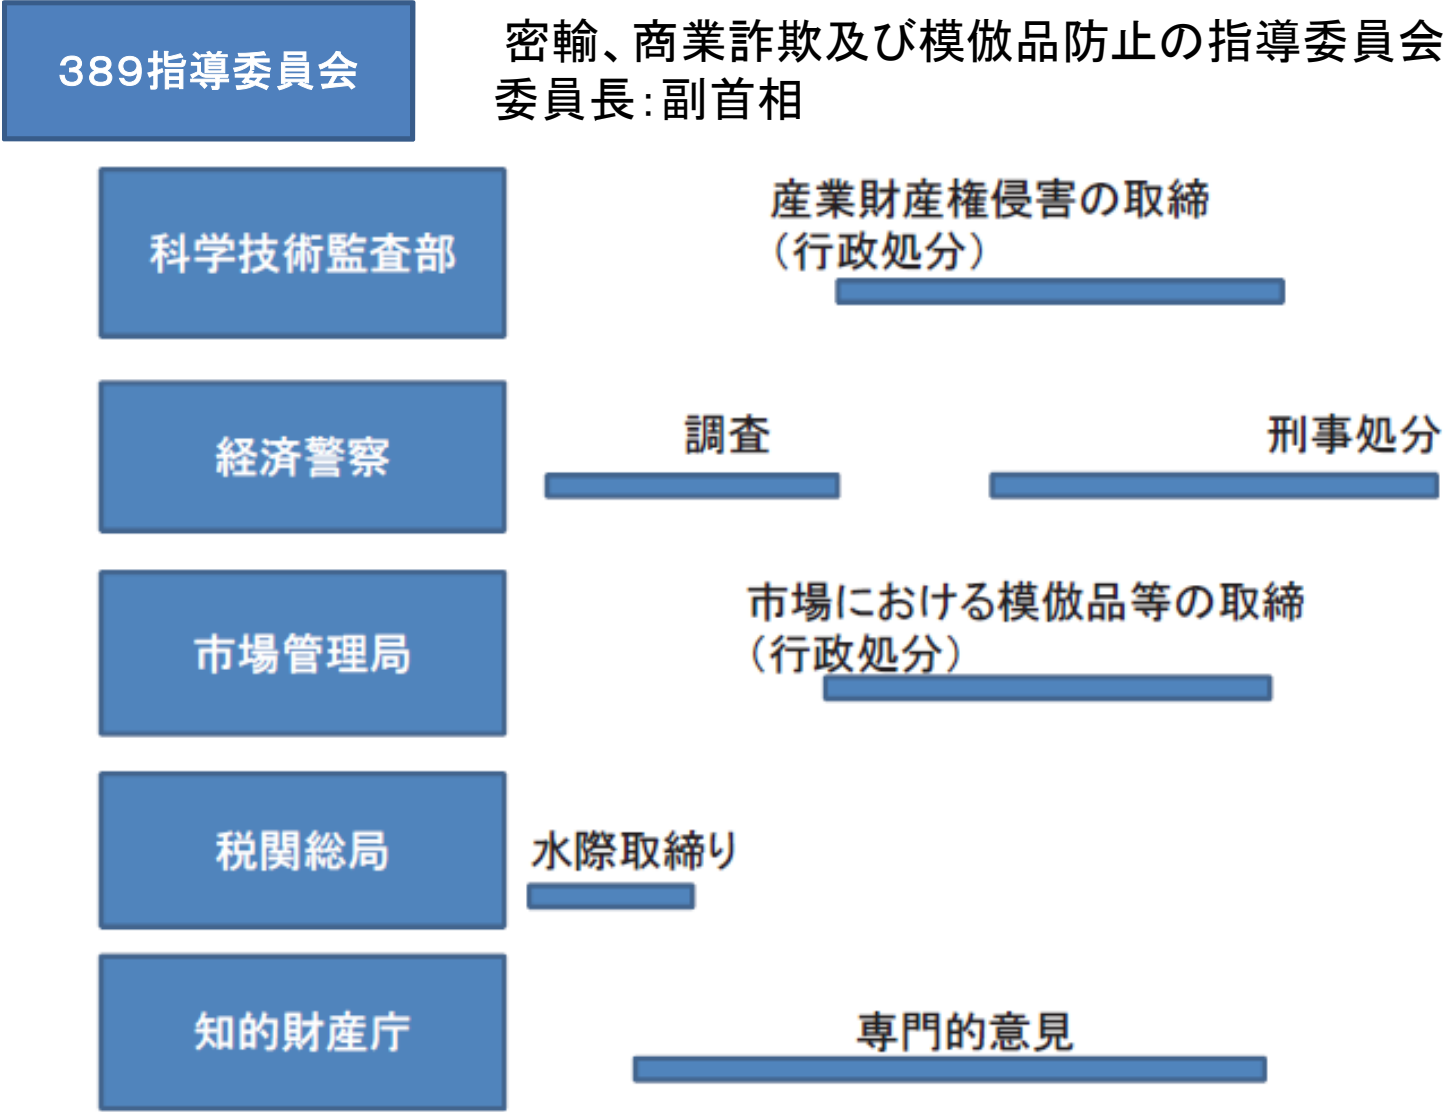 389指導委員会
密輸、商業詐欺及び模倣品防止の指導委員会
委員長：副首相
科学技術監査部
産業財産権侵害の取締
（行政処分）
経済警察
調査
刑事処分
市場管理局
市場における模倣品等の取締
（行政処分）
税関総局
水際取締り
知的財産庁
専門的意見